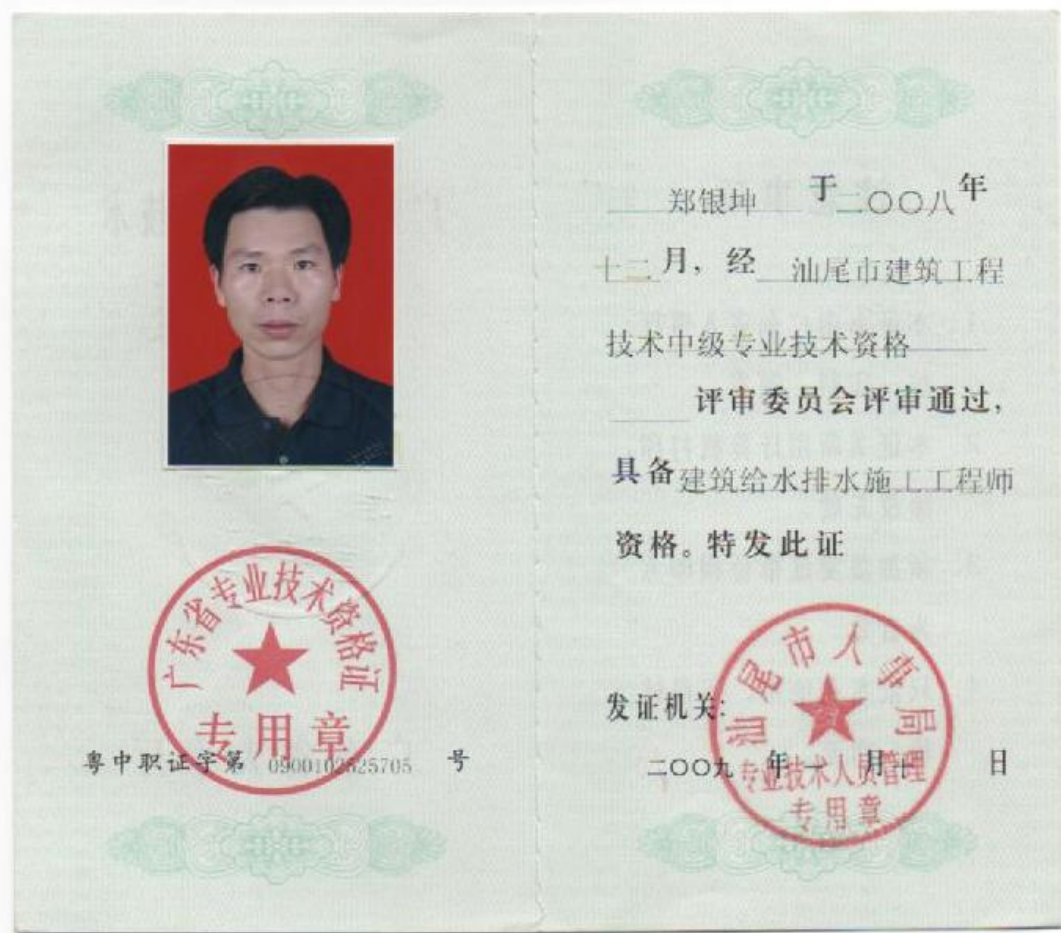 广东省专业技术资格证
专用章
粤中职证字第 0900102625705 号
郑银坤 于二〇〇八年
十二月，经 汕尾市建筑工程
技术中级专业技术资格
评审委员会评审通过，
具备建筑给水排水施工工程师
资格。特发此证
汕尾市人事局
发证机关：
二〇〇九 年 一 月 十 日
专业技术人员管理
专用章